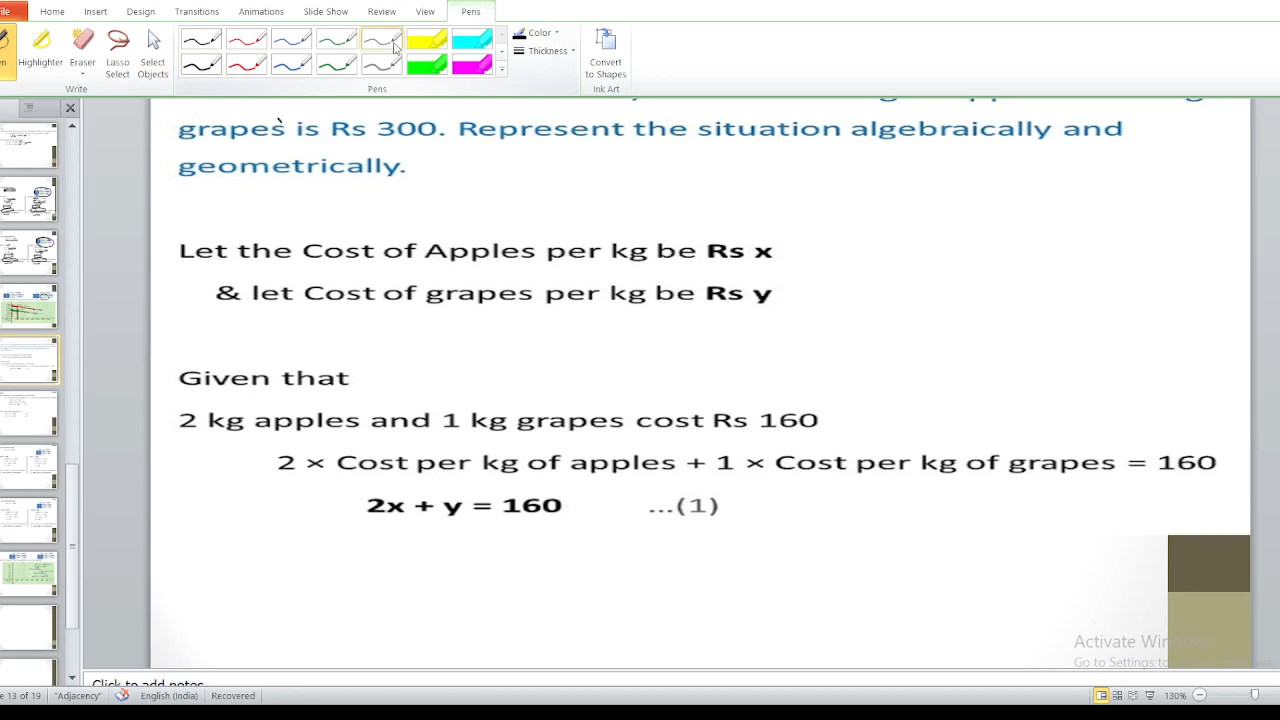 File Home Insert Design Transitions Animations Slide Show Review View Pens
Highlighter Eraser Lasso Select Select Objects Color Thickness Convert to Shapes
Write Pens Ink Art
grapes is Rs 300. Represent the situation algebraically and
geometrically.
Let the Cost of Apples per kg be Rs x
& let Cost of grapes per kg be Rs y
Given that
2 kg apples and 1 kg grapes cost Rs 160
2 × Cost per kg of apples + 1 × Cost per kg of grapes = 160
2x + y = 160 ...(1)
Activate Windows
Go to Settings to
Click to add notes
13 of 19 "Adjacency" English (India) Recovered 130%